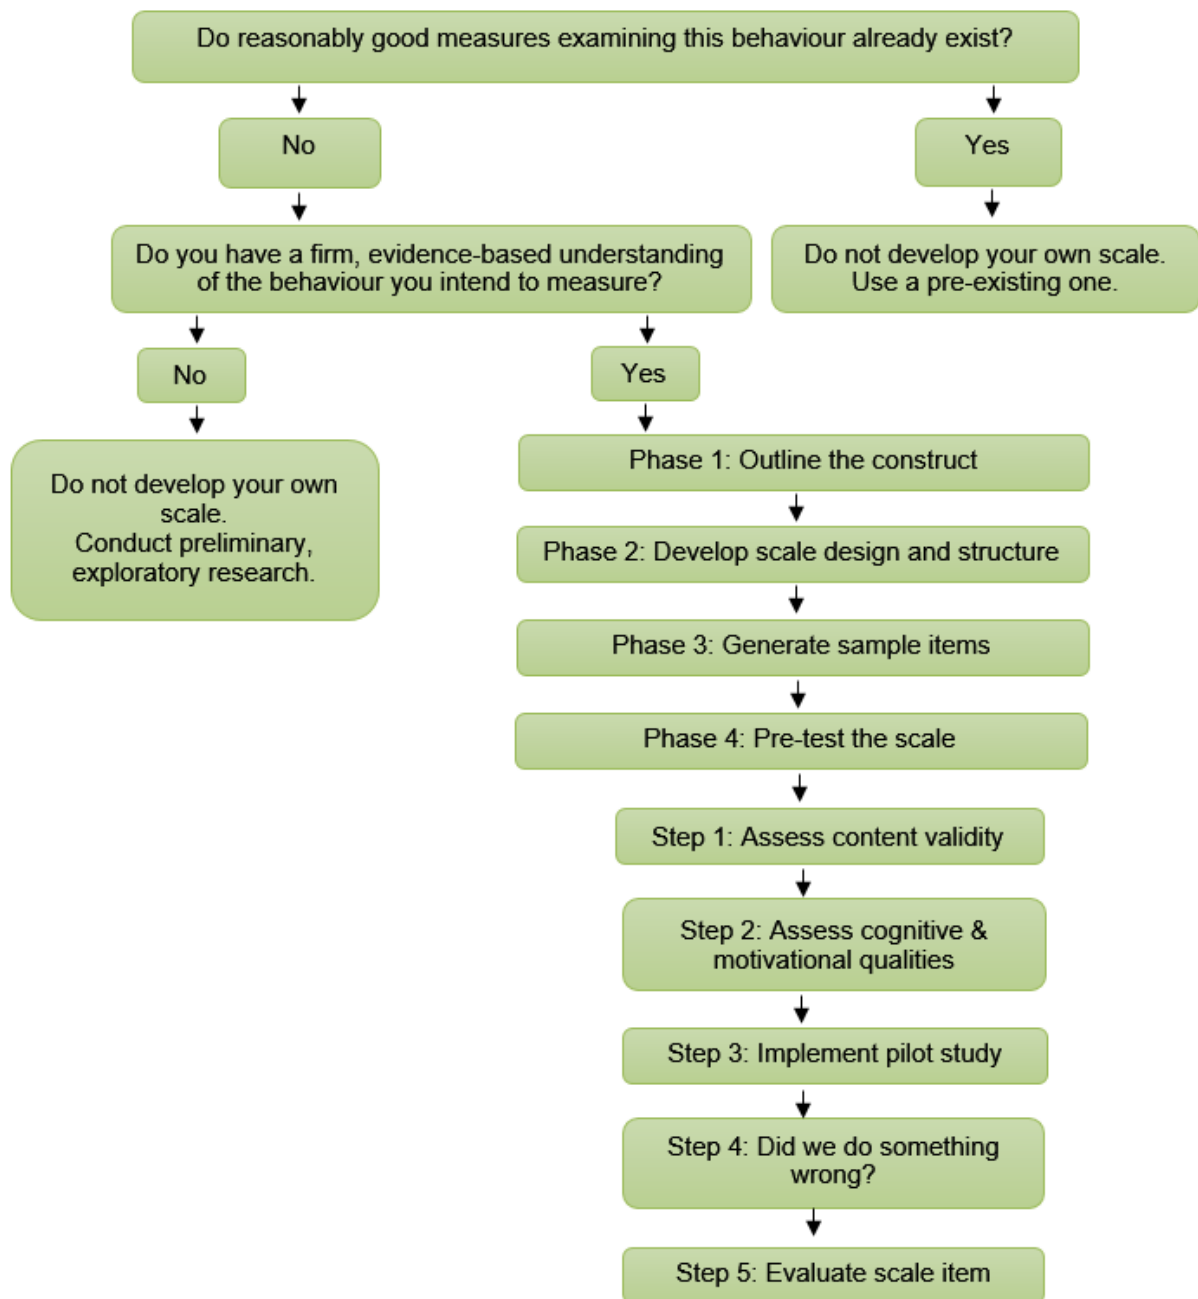 Do reasonably good measures examining this behaviour already exist?
No
Yes
Do you have a firm, evidence-based understanding
of the behaviour you intend to measure?
Do not develop your own scale.
Use a pre-existing one.
No
Yes
Do not develop your own
scale.
Conduct preliminary,
exploratory research.
Phase 1: Outline the construct
Phase 2: Develop scale design and structure
Phase 3: Generate sample items
Phase 4: Pre-test the scale
Step 1: Assess content validity
Step 2: Assess cognitive &
motivational qualities
Step 3: Implement pilot study
Step 4: Did we do something
wrong?
Step 5: Evaluate scale item